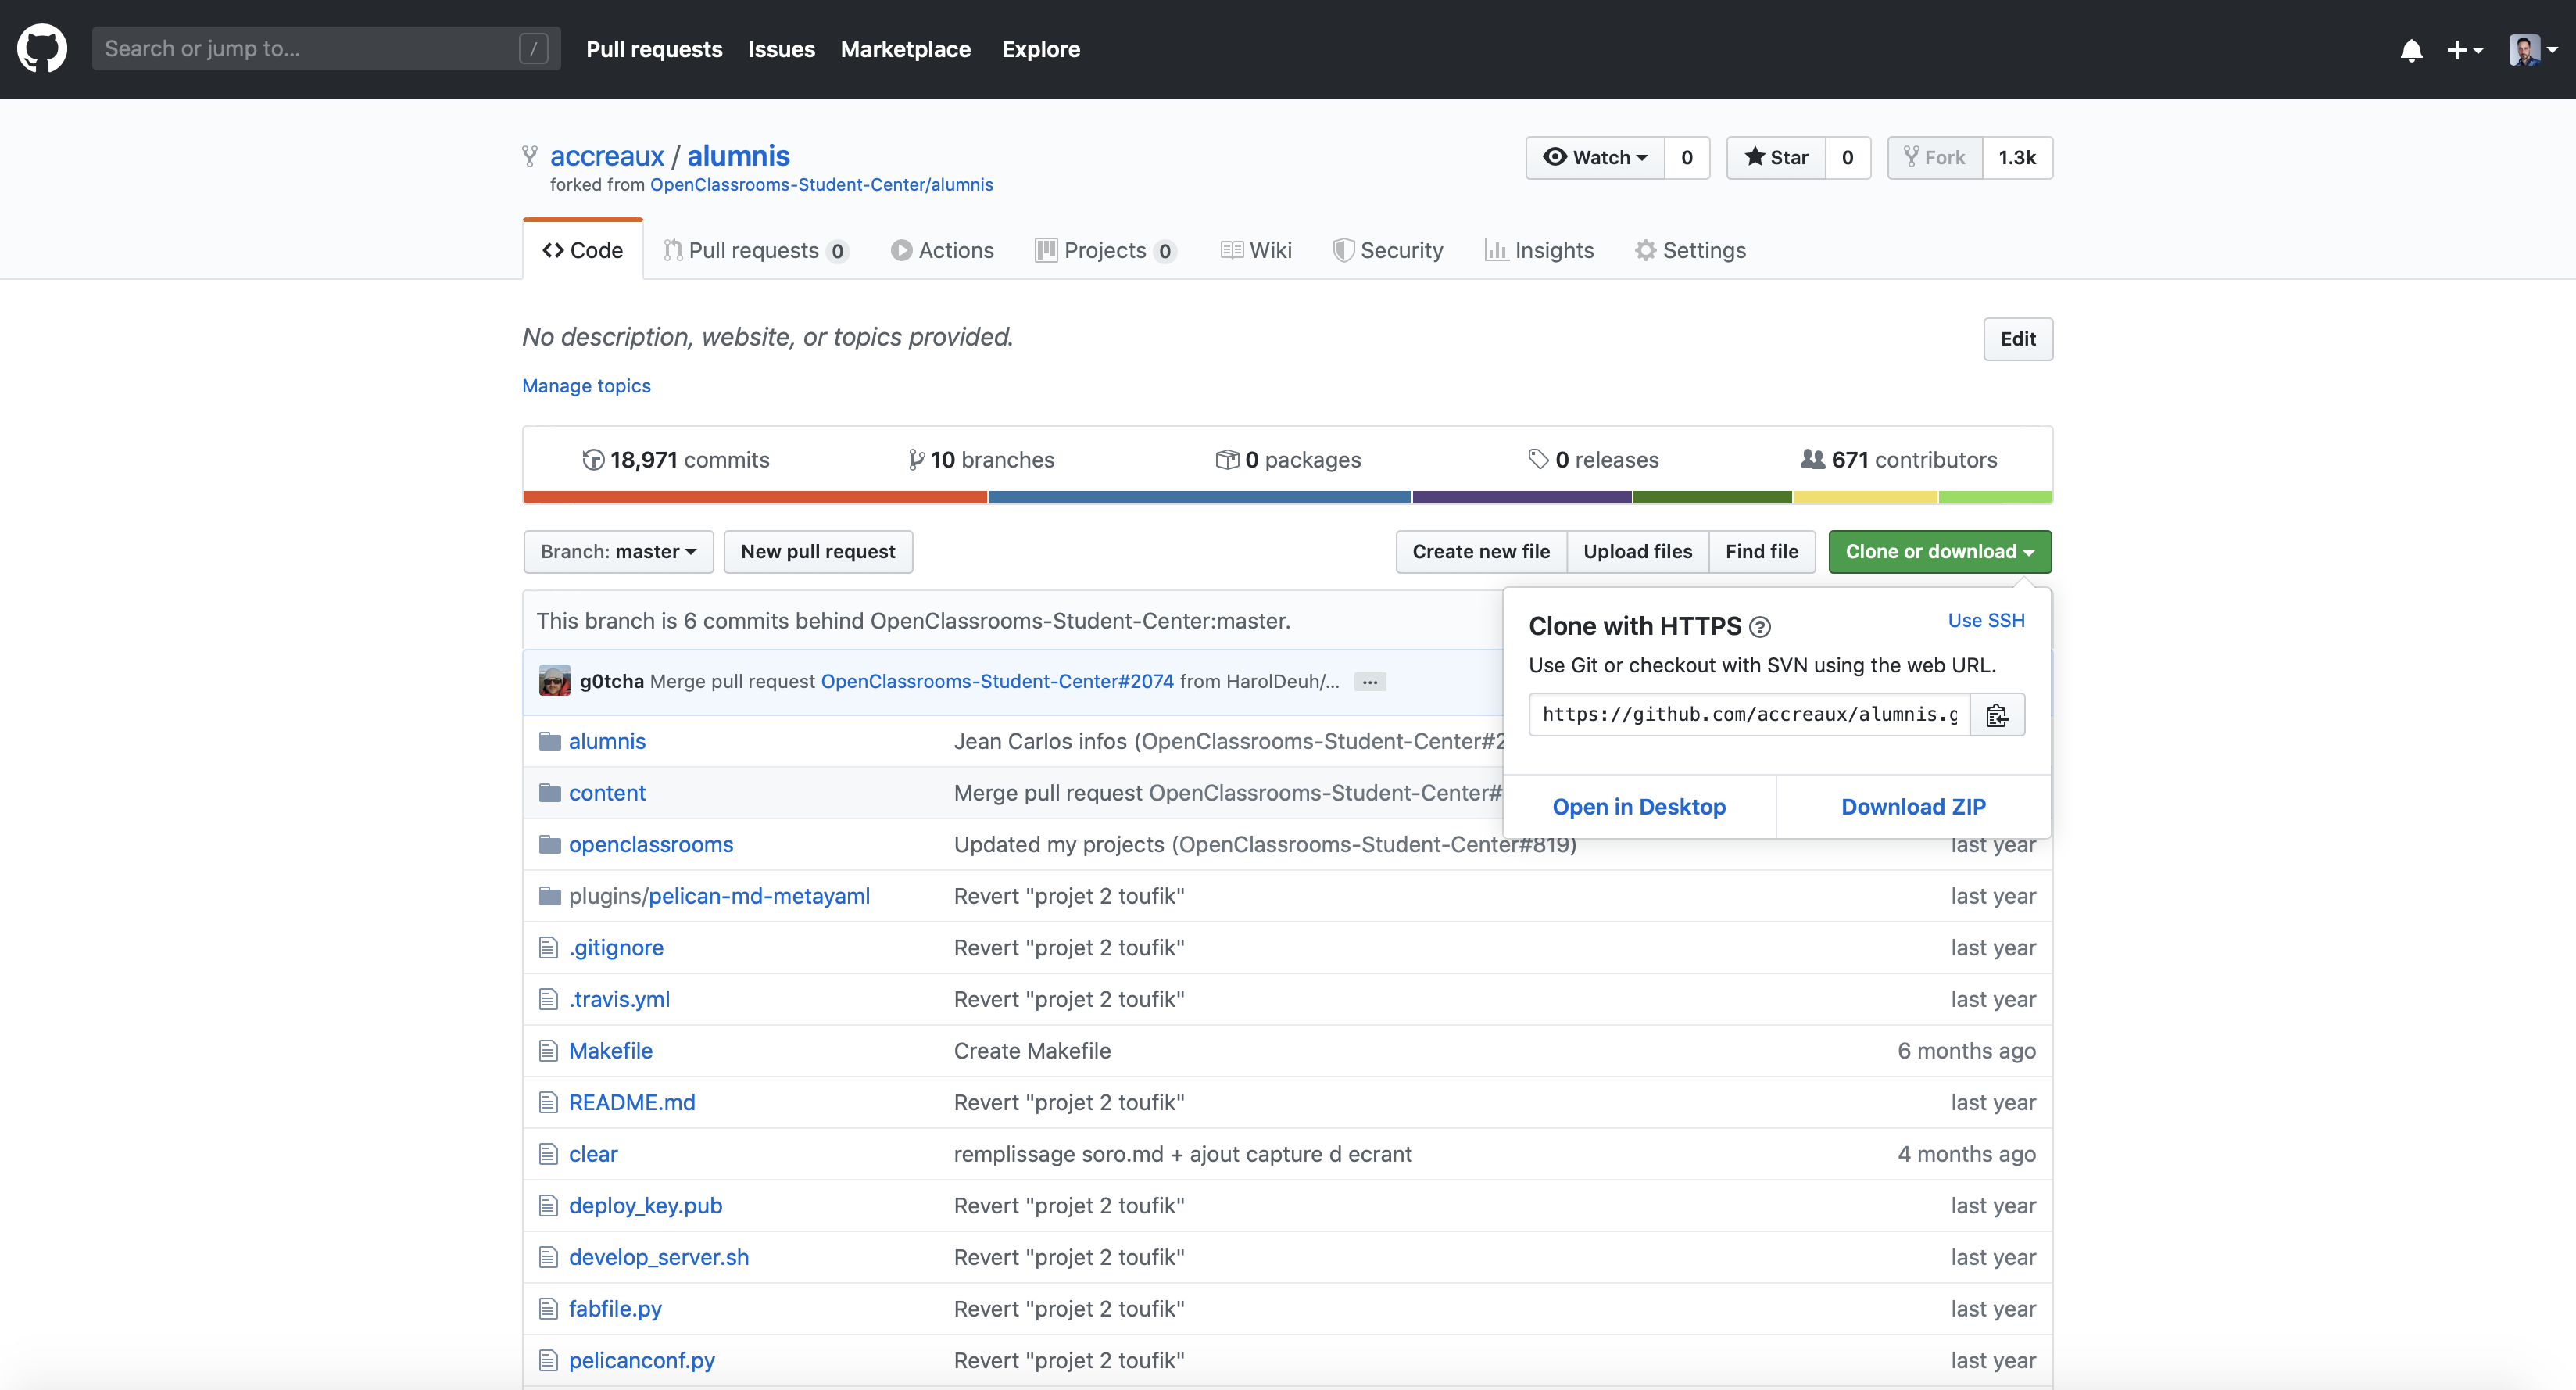 Search or jump to... / Pull requests Issues Marketplace Explore
accreaux / alumnis
forked from OpenClassrooms-Student-Center/alumnis
Watch 0 Star 0 Fork 1.3k
Code Pull requests 0 Actions Projects 0 Wiki Security Insights Settings
No description, website, or topics provided.
Edit
Manage topics
18,971 commits 10 branches 0 packages 0 releases 671 contributors
Branch: master New pull request Create new file Upload files Find file Clone or download
This branch is 6 commits behind OpenClassrooms-Student-Center:master.
g0tcha Merge pull request OpenClassrooms-Student-Center#2074 from HarolDeuh/... ...
Clone with HTTPS ?
Use SSH
Use Git or checkout with SVN using the web URL.
https://github.com/accreaux/alumnis.g
Open in Desktop Download ZIP
alumnis Jean Carlos infos (OpenClassrooms-Student-Center#2
content Merge pull request OpenClassrooms-Student-Center#
openclassrooms Updated my projects (OpenClassrooms-Student-Center#819) last year
plugins/pelican-md-metayaml Revert "projet 2 toufik" last year
.gitignore Revert "projet 2 toufik" last year
.travis.yml Revert "projet 2 toufik" last year
Makefile Create Makefile 6 months ago
README.md Revert "projet 2 toufik" last year
clear remplissage soro.md + ajout capture d ecrant 4 months ago
deploy_key.pub Revert "projet 2 toufik" last year
develop_server.sh Revert "projet 2 toufik" last year
fabfile.py Revert "projet 2 toufik" last year
pelicanconf.py Revert "projet 2 toufik" last year